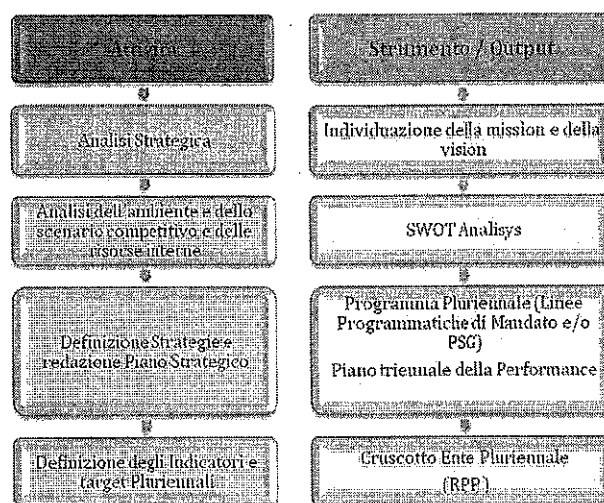 Attività
Strumento / Output
Analisi Strategica
Individuazione della mission e della
vision
Analisi dell'ambiente e dello
scenario competitivo e delle
risorse interne
SWOT Analisys
Definizione Strategie e
redazione Piano Strategico
Programma Pluriennale (Linee
Programmatiche di Mandato e/o
PSG)
Piano triennale della Performance
Definizione degli Indicatori e
target Pluriennali
Cruscotto Ente Pluriennale
(RPP)